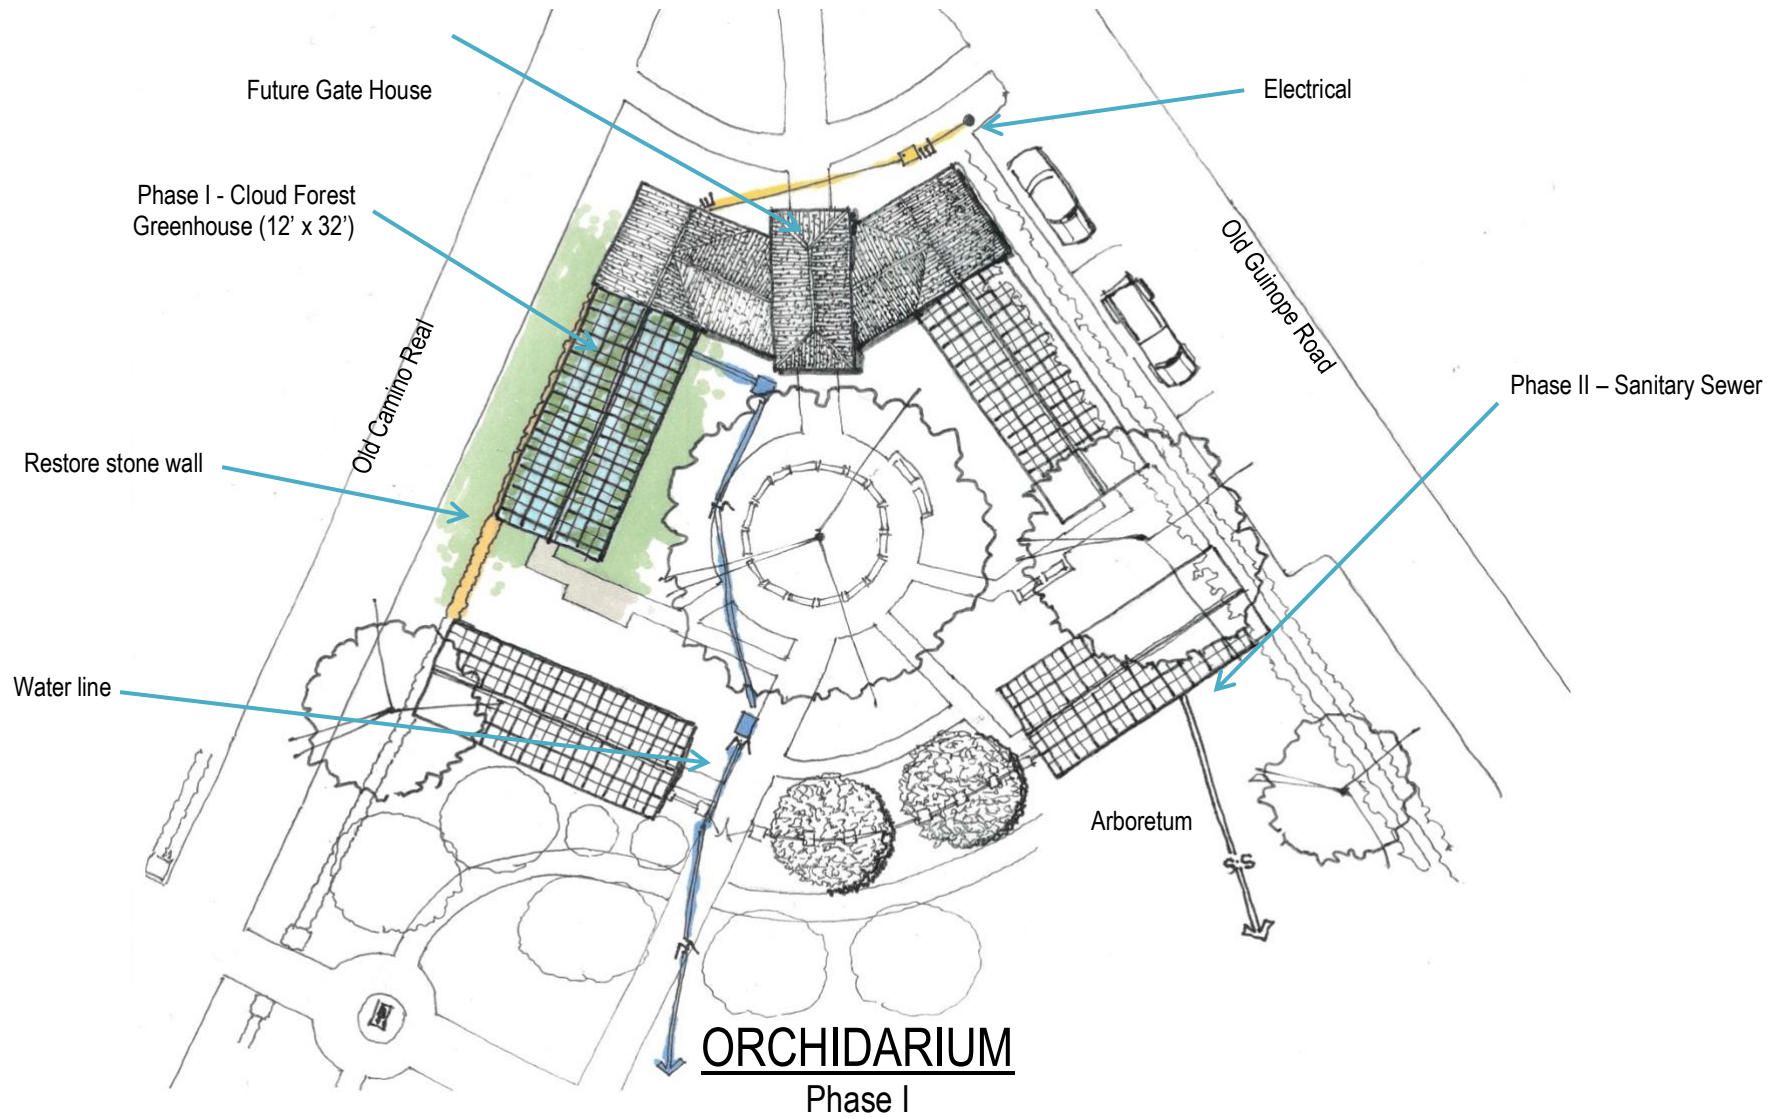 Future Gate House
Electrical
Phase I - Cloud Forest
Greenhouse (12’ x 32’)
Old Guinope Road
Old Camino Real
Phase II – Sanitary Sewer
Restore stone wall
Water line
Arboretum
E
E
S.S
ORCHIDARIUM
Phase I